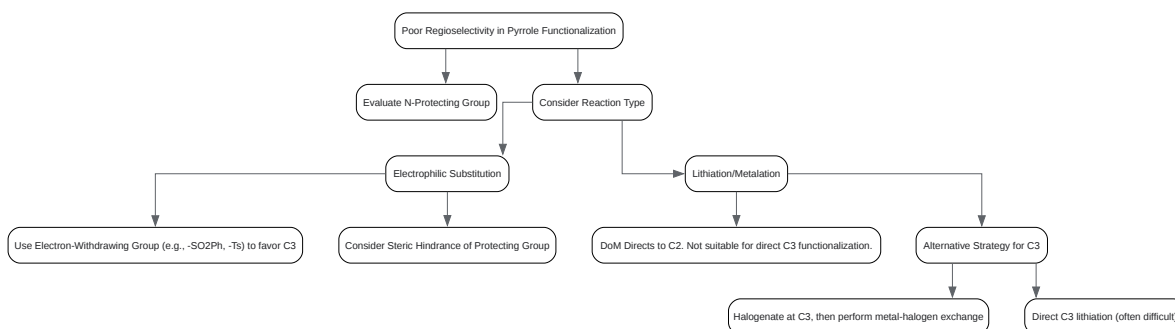 Poor Regioselectivity in Pyrrole Functionalization
Evaluate N-Protecting Group
Consider Reaction Type
Electrophilic Substitution
Lithiation/Metalation
Use Electron-Withdrawing Group (e.g., -SO2Ph, -Ts) to favor C3
Consider Steric Hindrance of Protecting Group
DoM Directs to C2. Not suitable for direct C3 functionalization.
Alternative Strategy for C3
Halogenate at C3, then perform metal-halogen exchange
Direct C3 lithiation (often difficult)